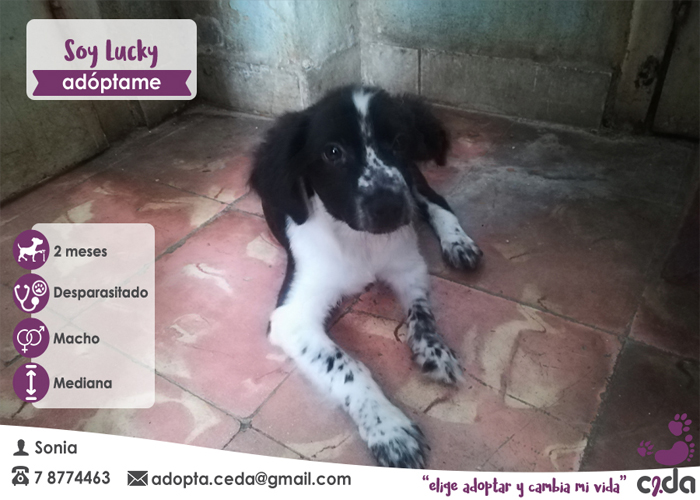 Soy Lucky
adóptame
2 meses
Desparasitado
Macho
Mediana
Sonia
7 8774463
adopta.ceda@gmail.com
“elige adoptar y cambia mi vida”
ceda